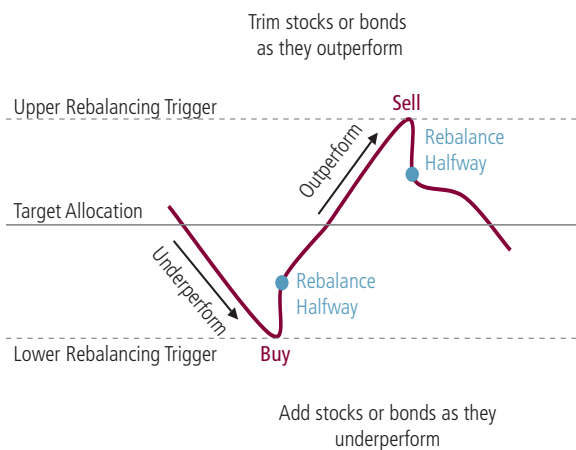 Trim stocks or bonds
as they outperform
Sell
Upper Rebalancing Trigger
Rebalance
Halfway
Outperform
Target Allocation
Underperform
Rebalance
Halfway
Lower Rebalancing Trigger
Buy
Add stocks or bonds as they
underperform